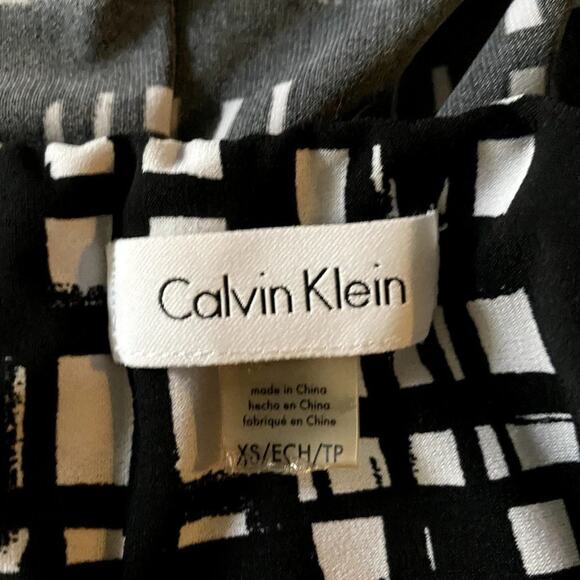 Calvin Klein
made in China
hecho en China
fabriqué en Chine
XS/ECH/TP